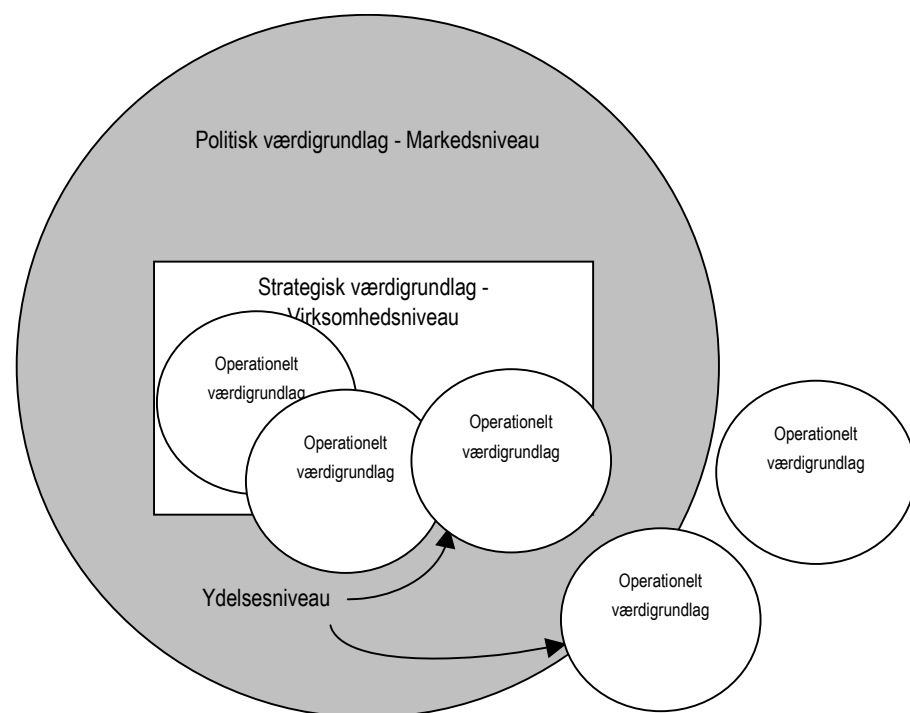 Politisk værdigrundlag - Markedsniveau
Strategisk værdigrundlag -
Virksomhedsniveau
Operationelt
værdigrundlag
Operationelt
værdigrundlag
Operationelt
værdigrundlag
Operationelt
værdigrundlag
Ydelsesniveau
Operationelt
værdigrundlag